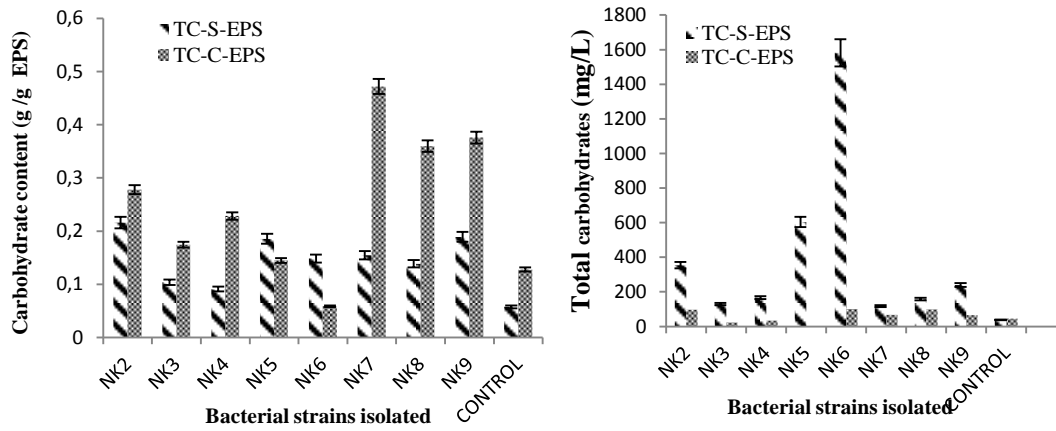 Carbohydrate content (g /g EPS)
0,6
0,5
0,4
0,3
0,2
0,1
0
TC-S-EPS
TC-C-EPS
NK2
NK3
NK4
NK5
NK6
NK7
NK8
NK9
CONTROL
Bacterial strains isolated
Total carbohydrates (mg/L)
1800
1600
1400
1200
1000
800
600
400
200
0
TC-S-EPS
TC-C-EPS
NK2
NK3
NK4
NK5
NK6
NK7
NK8
NK9
CONTROL
Bacterial strains isolated